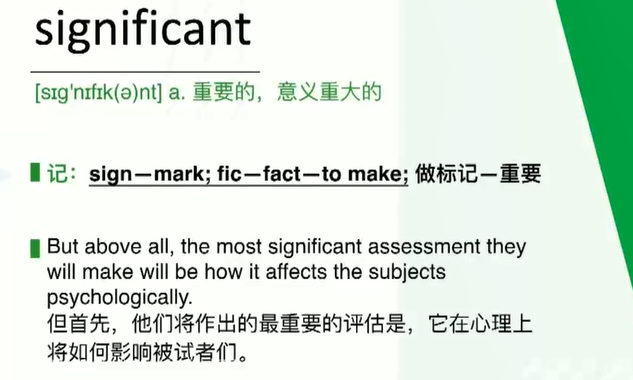 significant
[sɪɡ'nɪfɪk(ə)nt] a. 重要的，意义重大的
记：sign—mark; fic—fact—to make; 做标记—重要
But above all, the most significant assessment they
will make will be how it affects the subjects
psychologically.
但首先，他们将作出的最重要的评估是，它在心理上
将如何影响被试者们。